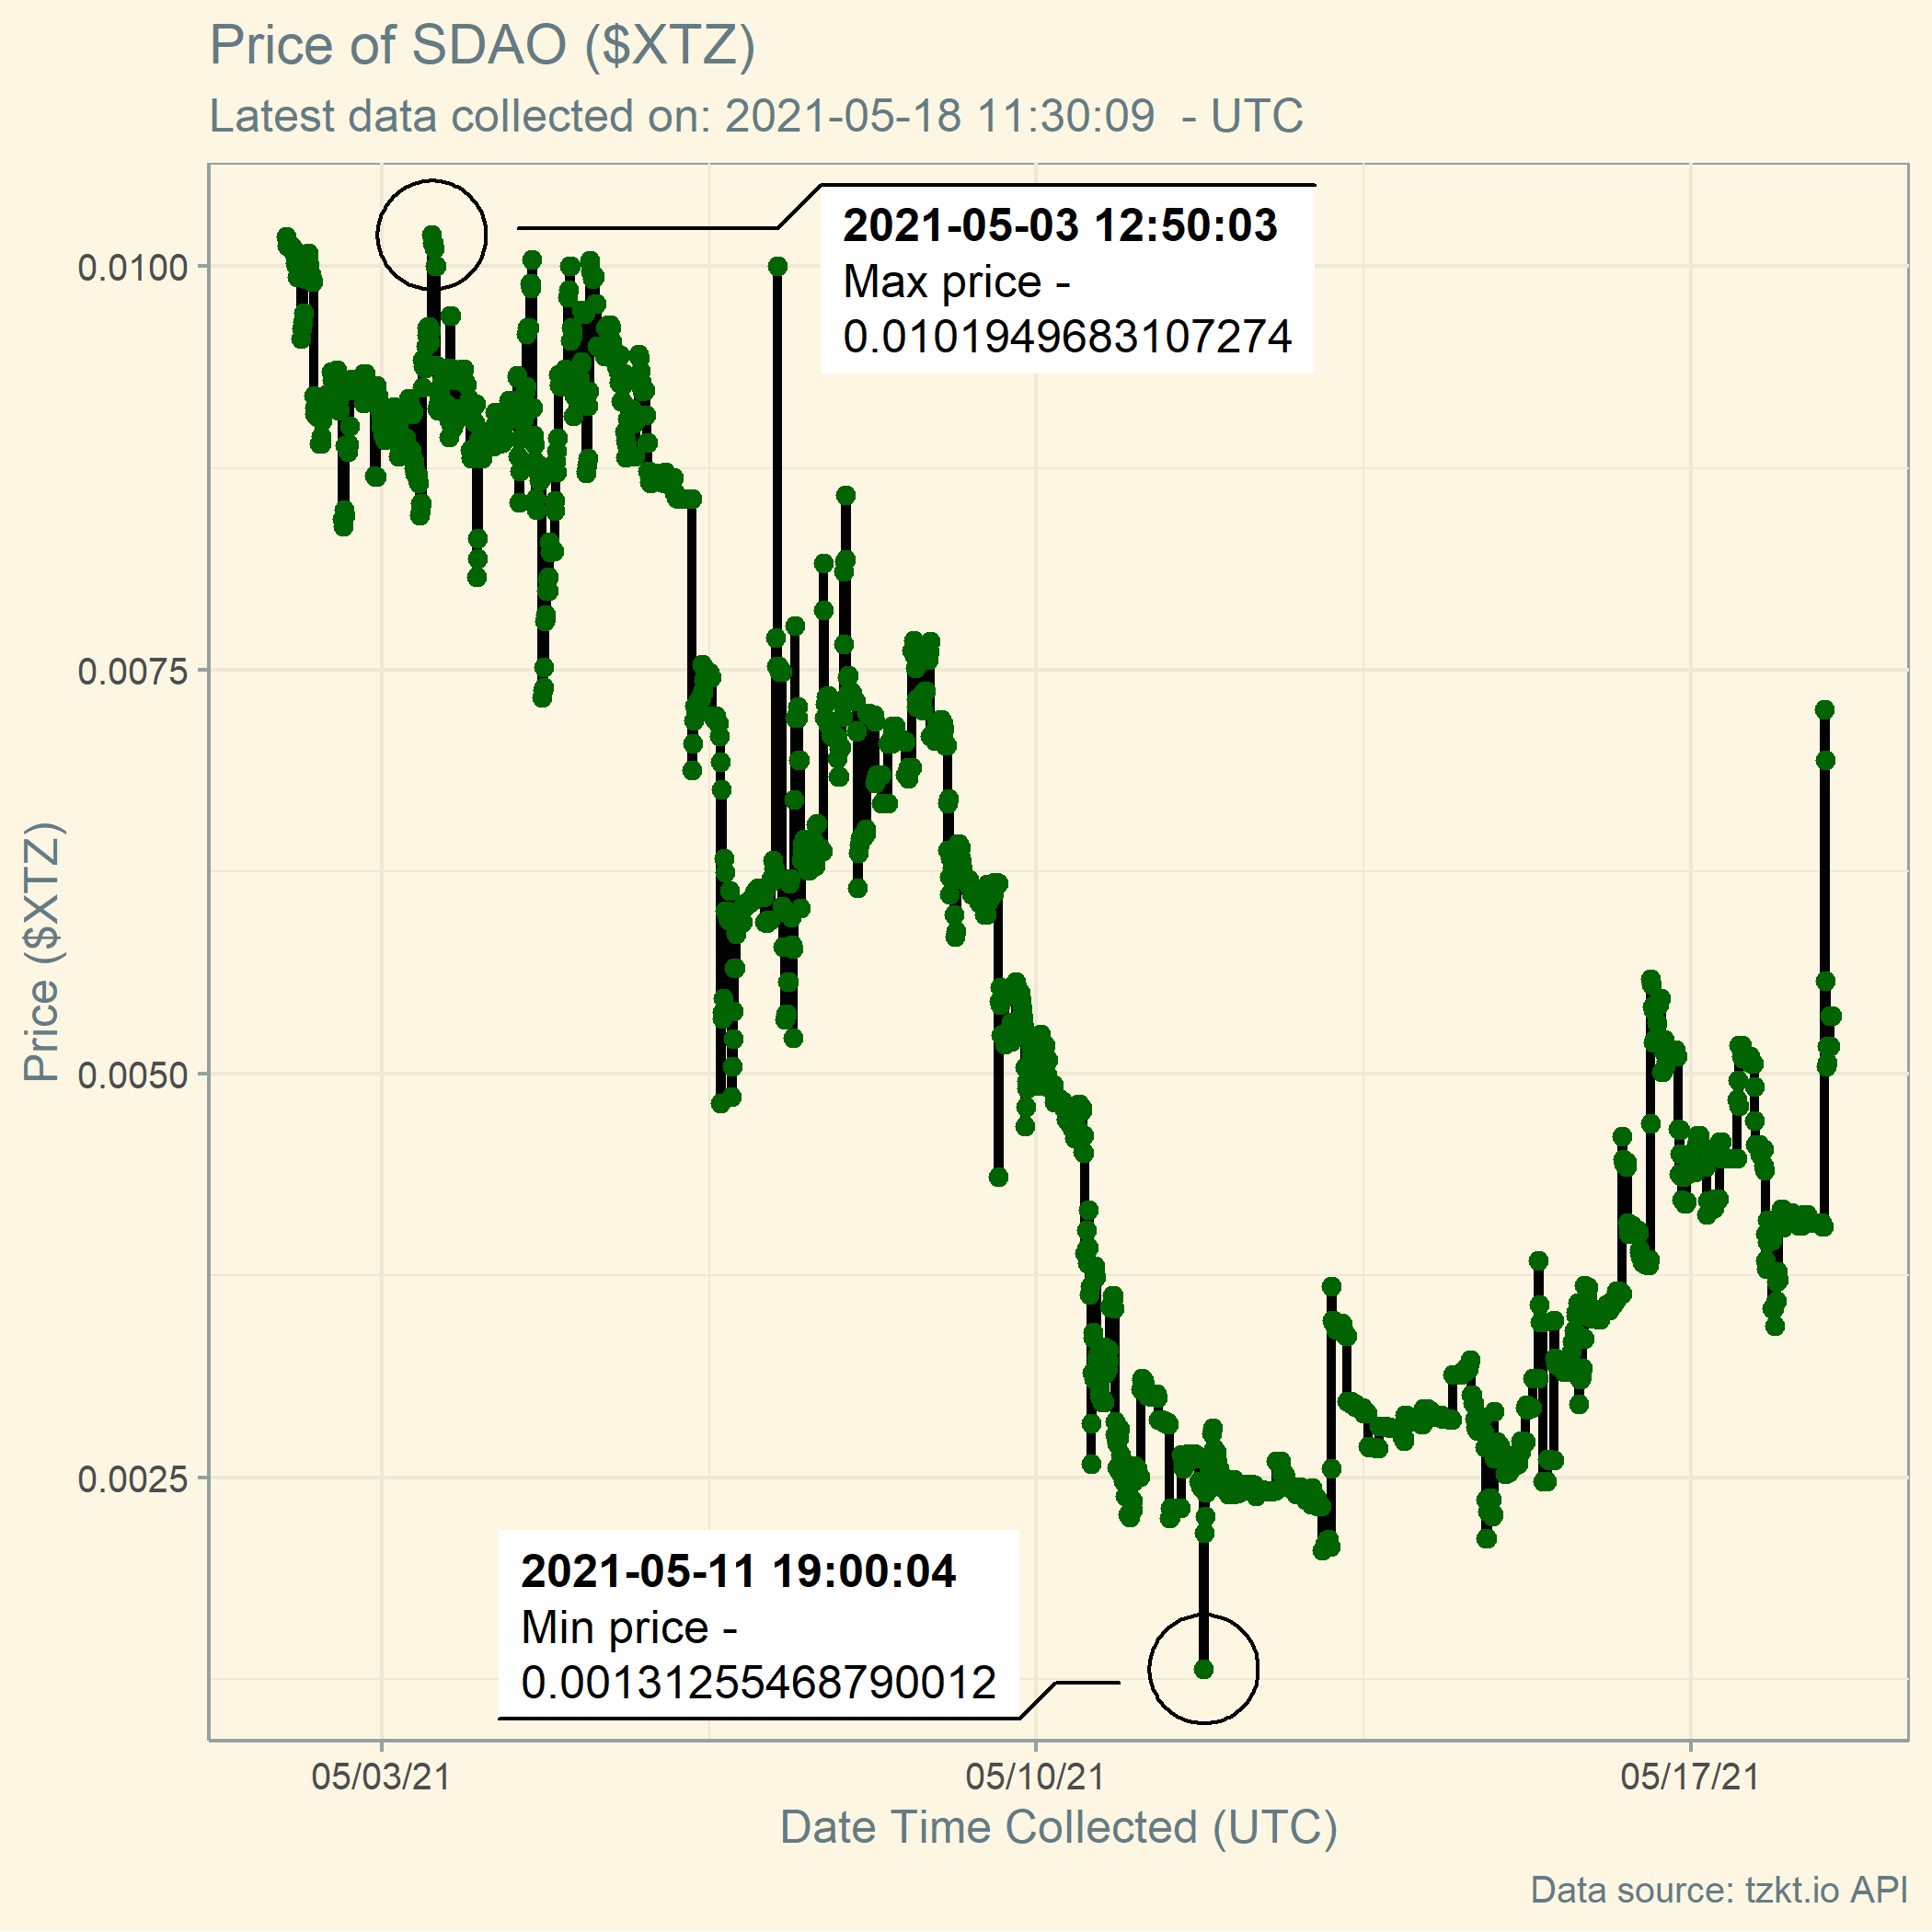 Price of SDAO ($XTZ)
Latest data collected on: 2021-05-18 11:30:09  - UTC
2021-05-03 12:50:03
Max price -
0.0101949683107274
0.0100
0.0075
0.0050
0.0025
Price ($XTZ)
2021-05-11 19:00:04
Min price -
0.00131255468790012
05/03/21
05/10/21
05/17/21
Date Time Collected (UTC)
Data source: tzkt.io API